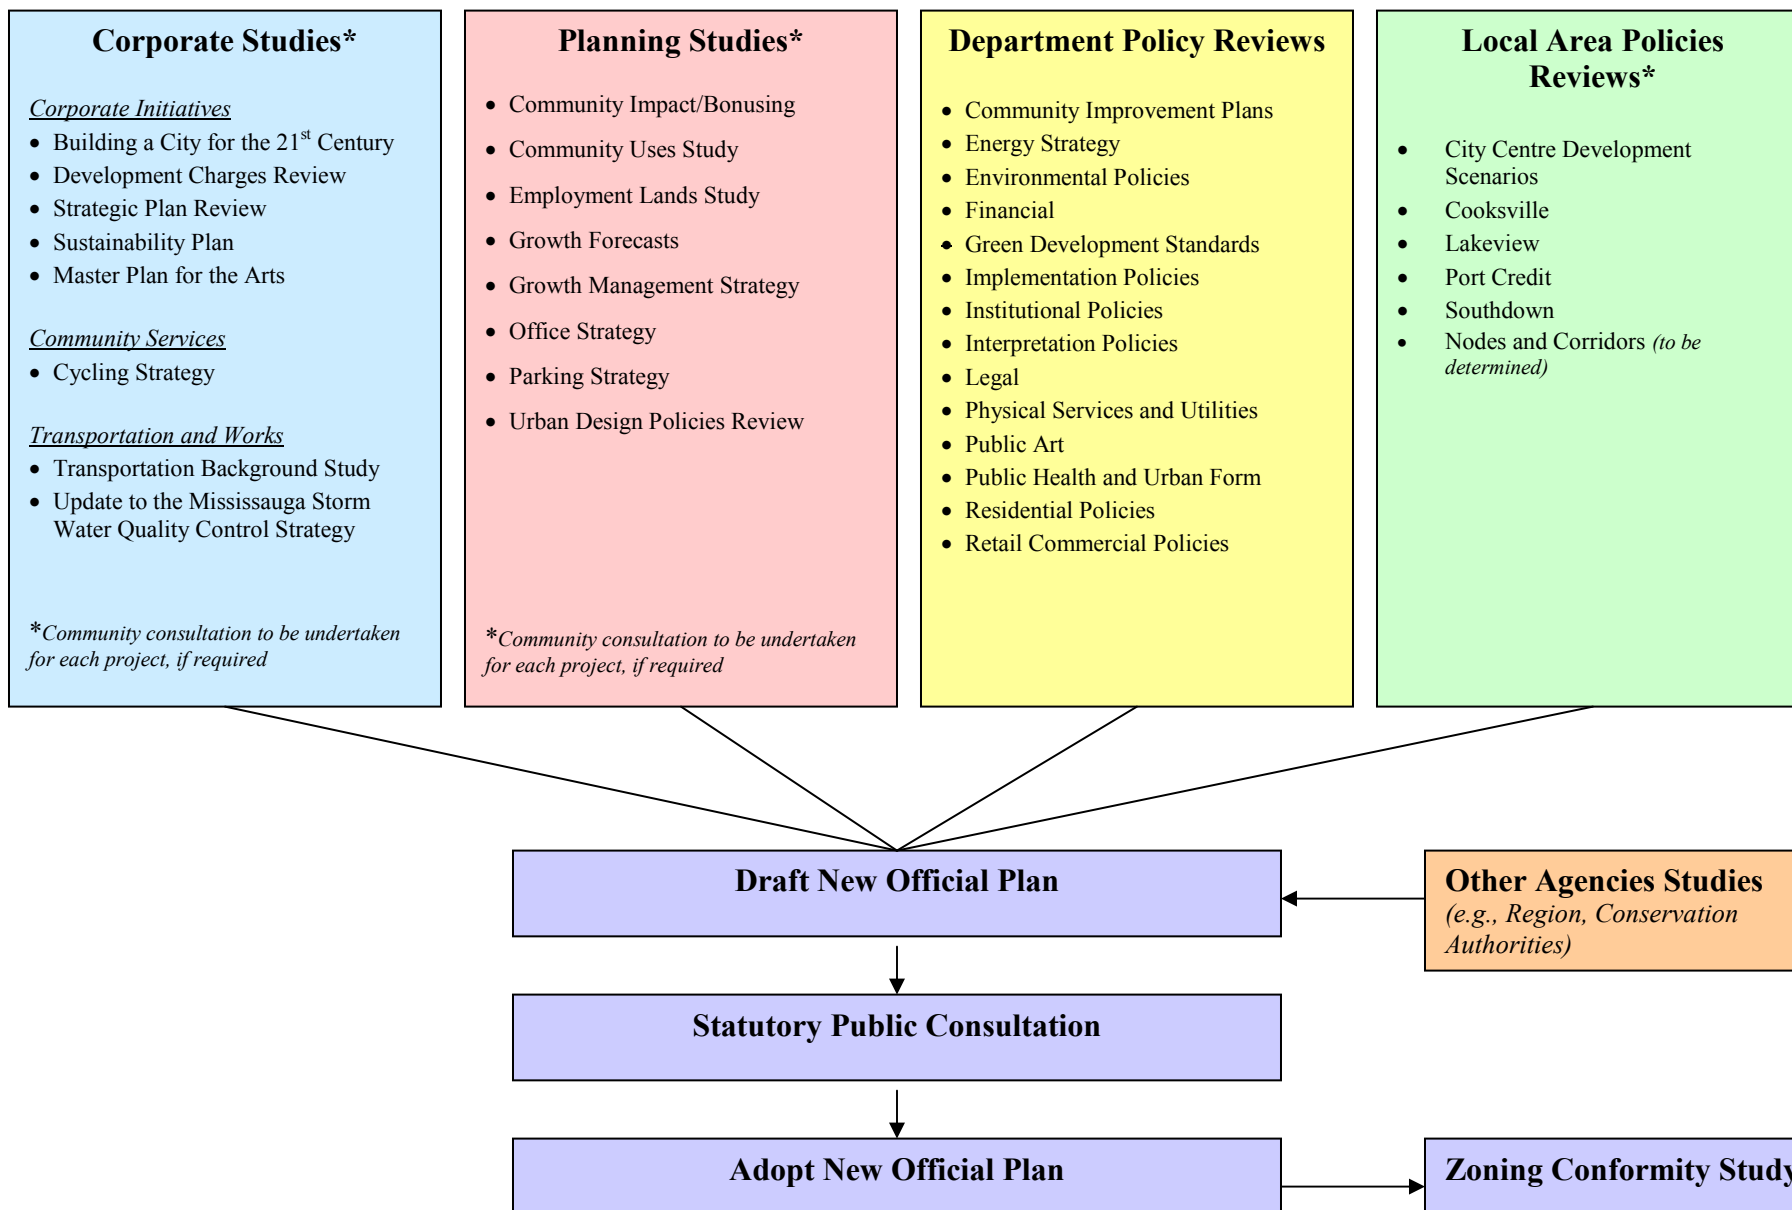 Corporate Studies*
Corporate Initiatives
• Building a City for the 21st Century
• Development Charges Review
• Strategic Plan Review
• Sustainability Plan
• Master Plan for the Arts
Community Services
• Cycling Strategy
Transportation and Works
• Transportation Background Study
• Update to the Mississauga Storm
Water Quality Control Strategy
*Community consultation to be undertaken
for each project, if required
Planning Studies*
• Community Impact/Bonusing
• Community Uses Study
• Employment Lands Study
• Growth Forecasts
• Growth Management Strategy
• Office Strategy
• Parking Strategy
• Urban Design Policies Review
*Community consultation to be undertaken
for each project, if required
Department Policy Reviews
• Community Improvement Plans
• Energy Strategy
• Environmental Policies
• Financial
• Green Development Standards
• Implementation Policies
• Institutional Policies
• Interpretation Policies
• Legal
• Physical Services and Utilities
• Public Art
• Public Health and Urban Form
• Residential Policies
• Retail Commercial Policies
Local Area Policies
Reviews*
• City Centre Development
Scenarios
• Cooksville
• Lakeview
• Port Credit
• Southdown
• Nodes and Corridors (to be
determined)
Draft New Official Plan
Other Agencies Studies
(e.g., Region, Conservation
Authorities)
Statutory Public Consultation
Adopt New Official Plan
Zoning Conformity Study